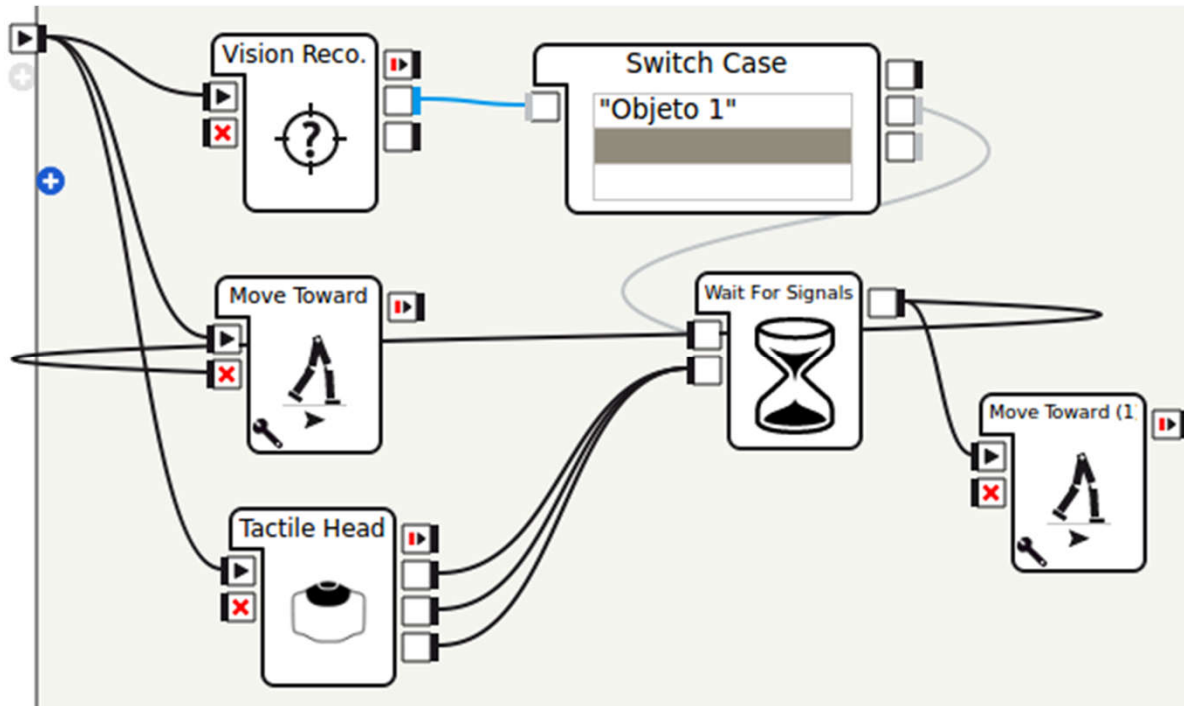 Vision Reco.
Switch Case
"Objeto 1"
?
Move Toward
Wait For Signals
Move Toward (1
Tactile Head